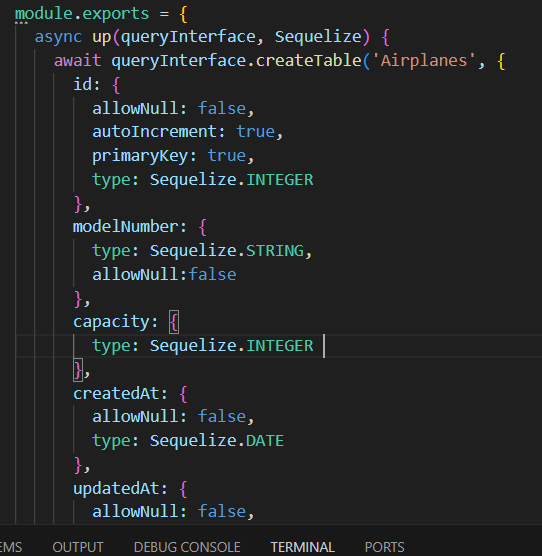 module.exports = {
async up(queryInterface, Sequelize) {
await queryInterface.createTable('Airplanes', {
id: {
allowNull: false,
autoIncrement: true,
primaryKey: true,
type: Sequelize.INTEGER
},
modelNumber: {
type: Sequelize.STRING,
allowNull:false
},
capacity: {
type: Sequelize.INTEGER
},
createdAt: {
allowNull: false,
type: Sequelize.DATE
},
updatedAt: {
allowNull: false,
EMS OUTPUT DEBUG CONSOLE TERMINAL PORTS